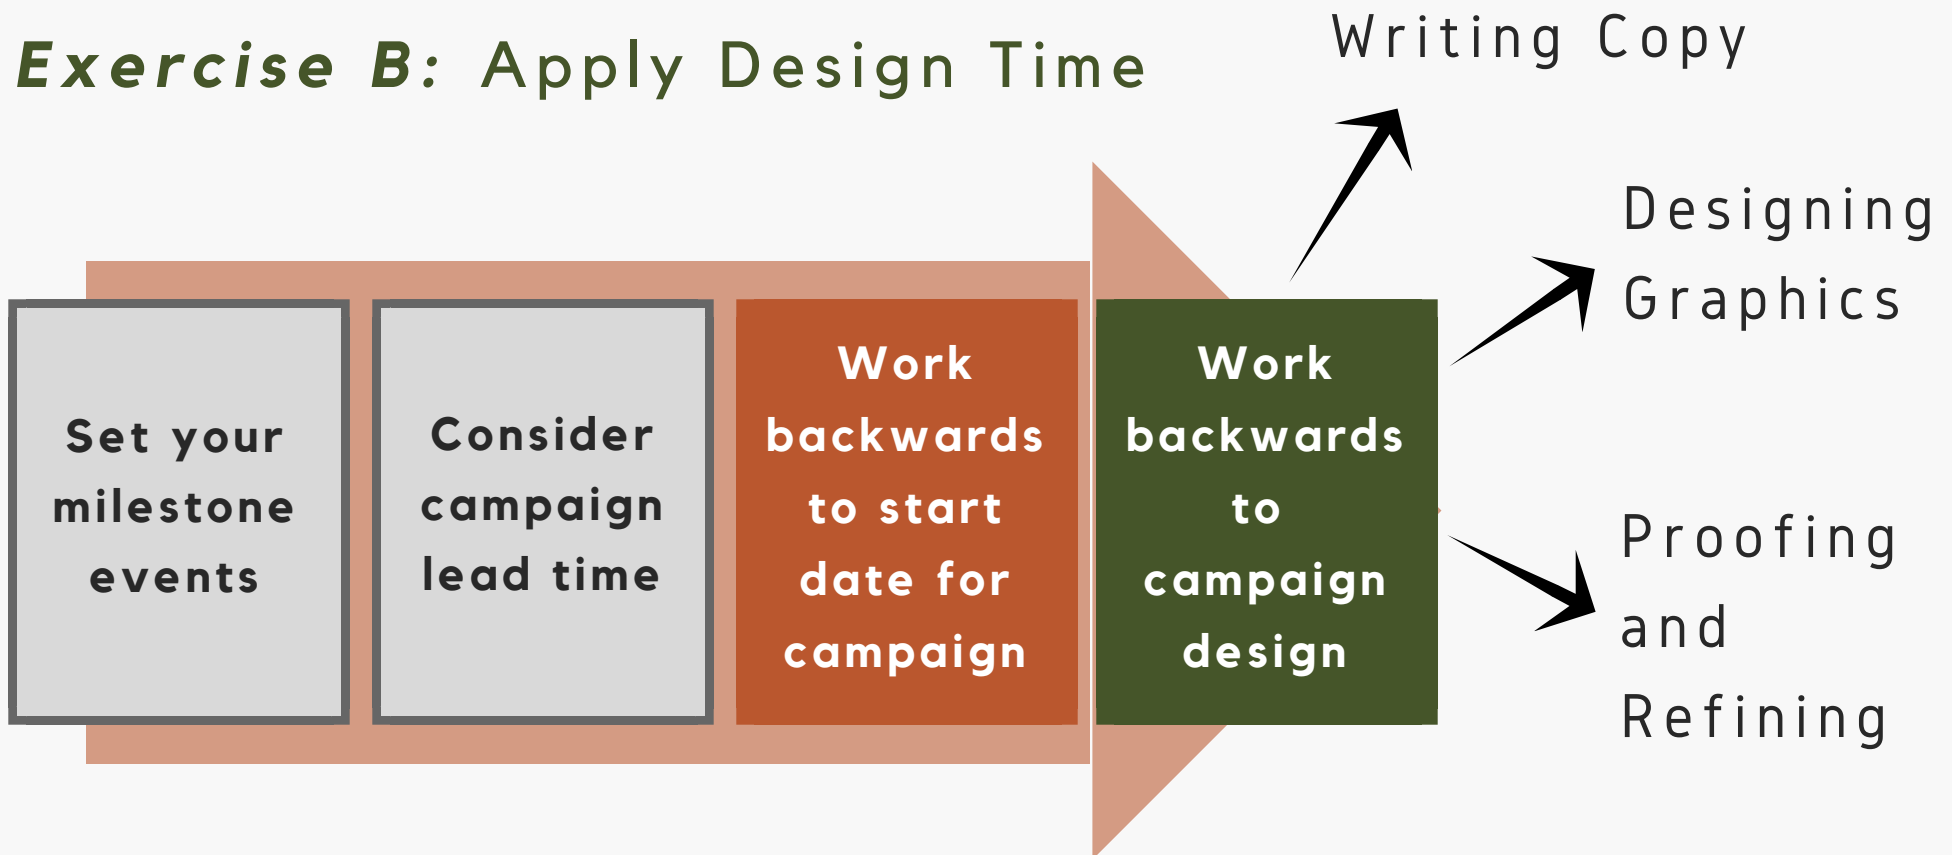 Exercise B: Apply Design Time
Set your
milestone
events
Consider
campaign
lead time
Work
backwards
to start
date for
campaign
Work
backwards
to
campaign
design
Writing Copy
Designing
Graphics
Proofing
and
Refining